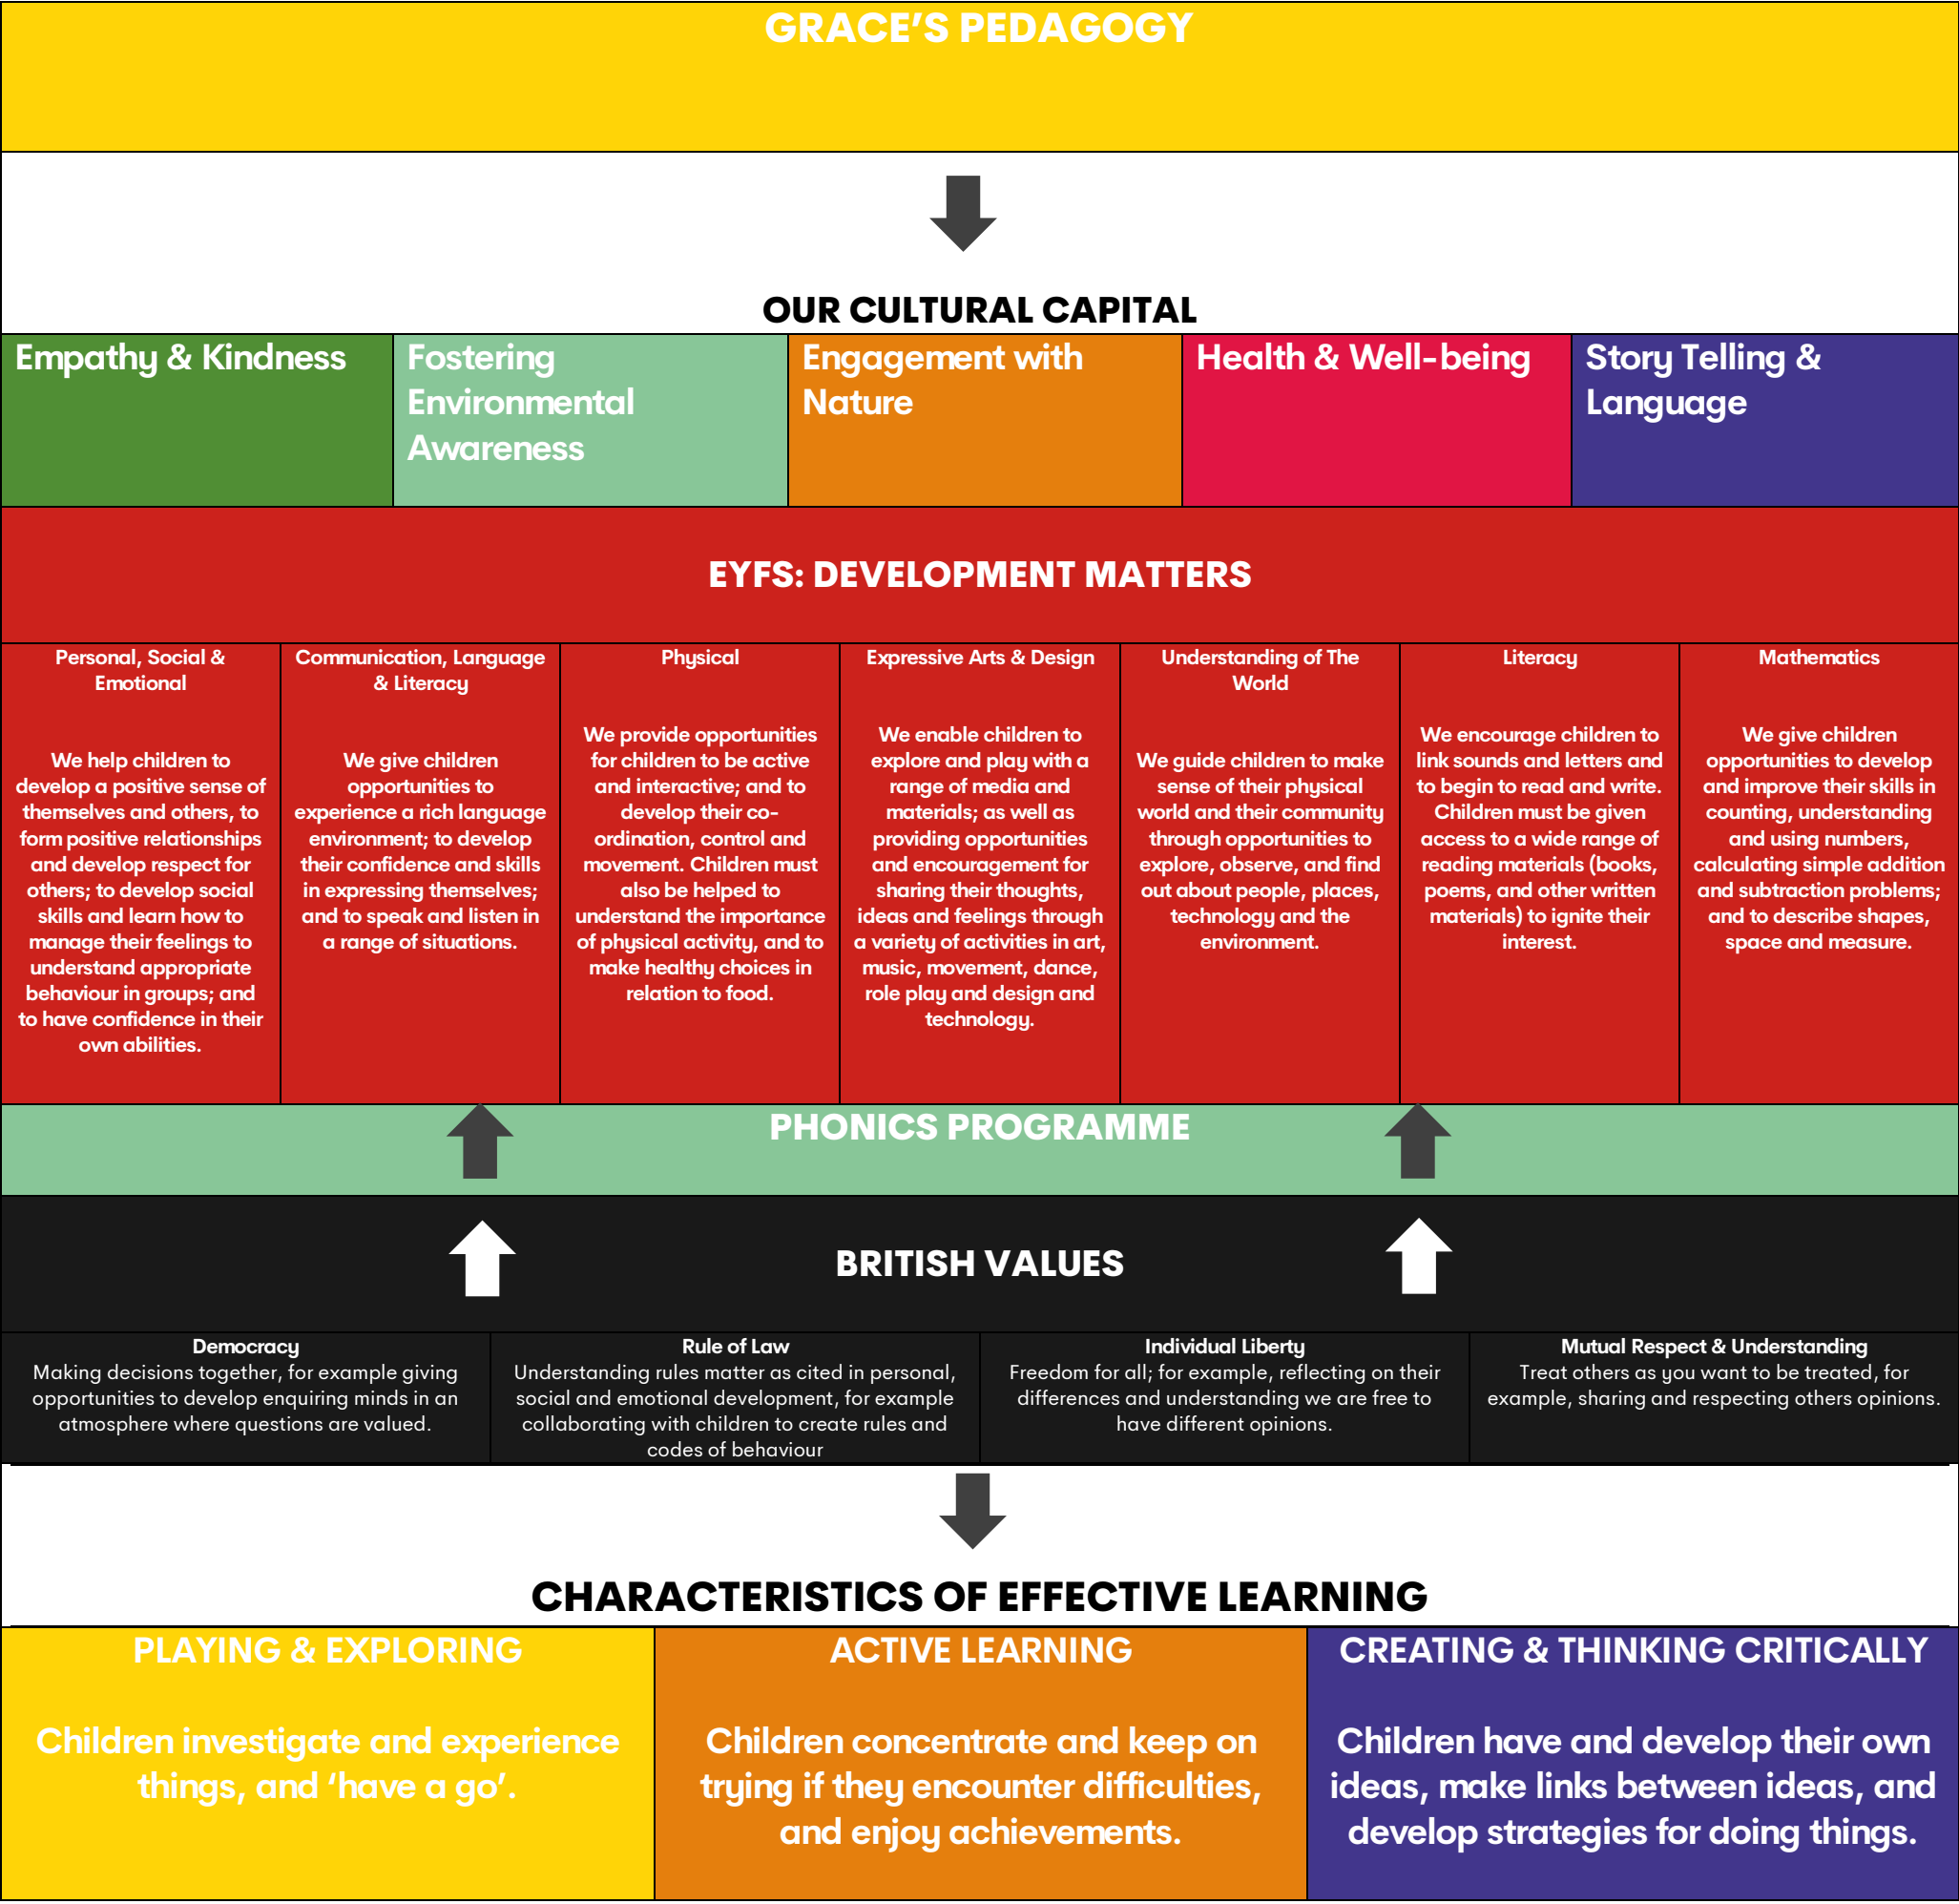 GRACE'S PEDAGOGY
OUR CULTURAL CAPITAL
Empathy & Kindness
Fostering
Environmental
Awareness
Engagement with
Nature
Health & Well-being
Story Telling &
Language
EYFS: DEVELOPMENT MATTERS
Personal, Social &
Emotional
We help children to
develop a positive sense of
themselves and others, to
form positive relationships
and develop respect for
others; to develop social
skills and learn how to
manage their feelings to
understand appropriate
behaviour in groups; and
to have confidence in their
own abilities.
Communication, Language
& Literacy
We give children
opportunities to
experience a rich language
environment; to develop
their confidence and skills
in expressing themselves;
and to speak and listen in
a range of situations.
Physical
We provide opportunities
for children to be active
and interactive; and to
develop their co-
ordination, control and
movement. Children must
also be helped to
understand the importance
of physical activity, and to
make healthy choices in
relation to food.
Expressive Arts & Design
We enable children to
explore and play with a
range of media and
materials; as well as
providing opportunities
and encouragement for
sharing their thoughts,
ideas and feelings through
a variety of activities in art,
music, movement, dance,
role play and design and
technology.
Understanding of The
World
We guide children to make
sense of their physical
world and their community
through opportunities to
explore, observe, and find
out about people, places,
technology and the
environment.
Literacy
We encourage children to
link sounds and letters and
to begin to read and write.
Children must be given
access to a wide range of
reading materials (books,
poems, and other written
materials) to ignite their
interest.
Mathematics
We give children
opportunities to develop
and improve their skills in
counting, understanding
and using numbers,
calculating simple addition
and subtraction problems;
and to describe shapes,
space and measure.
PHONICS PROGRAMME
BRITISH VALUES
Democracy
Making decisions together, for example giving
opportunities to develop enquiring minds in an
atmosphere where questions are valued.
Rule of Law
Understanding rules matter as cited in personal,
social and emotional development, for example
collaborating with children to create rules and
codes of behaviour
Individual Liberty
Freedom for all; for example, reflecting on their
differences and understanding we are free to
have different opinions.
Mutual Respect & Understanding
Treat others as you want to be treated, for
example, sharing and respecting others opinions.
CHARACTERISTICS OF EFFECTIVE LEARNING
PLAYING & EXPLORING
Children investigate and experience
things, and ‘have a go’.
ACTIVE LEARNING
Children concentrate and keep on
trying if they encounter difficulties,
and enjoy achievements.
CREATING & THINKING CRITICALLY
Children have and develop their own
ideas, make links between ideas, and
develop strategies for doing things.